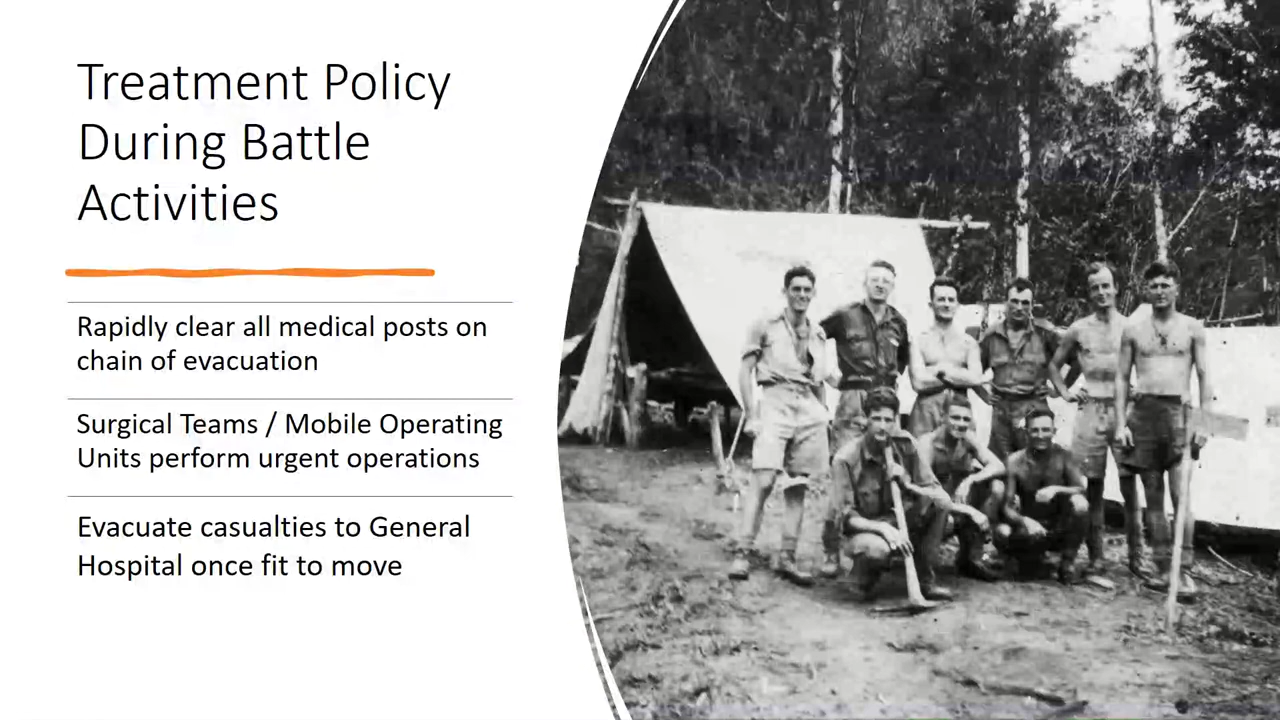 Treatment Policy
During Battle
Activities
Rapidly clear all medical posts on
chain of evacuation
Surgical Teams / Mobile Operating
Units perform urgent operations
Evacuate casualties to General
Hospital once fit to move